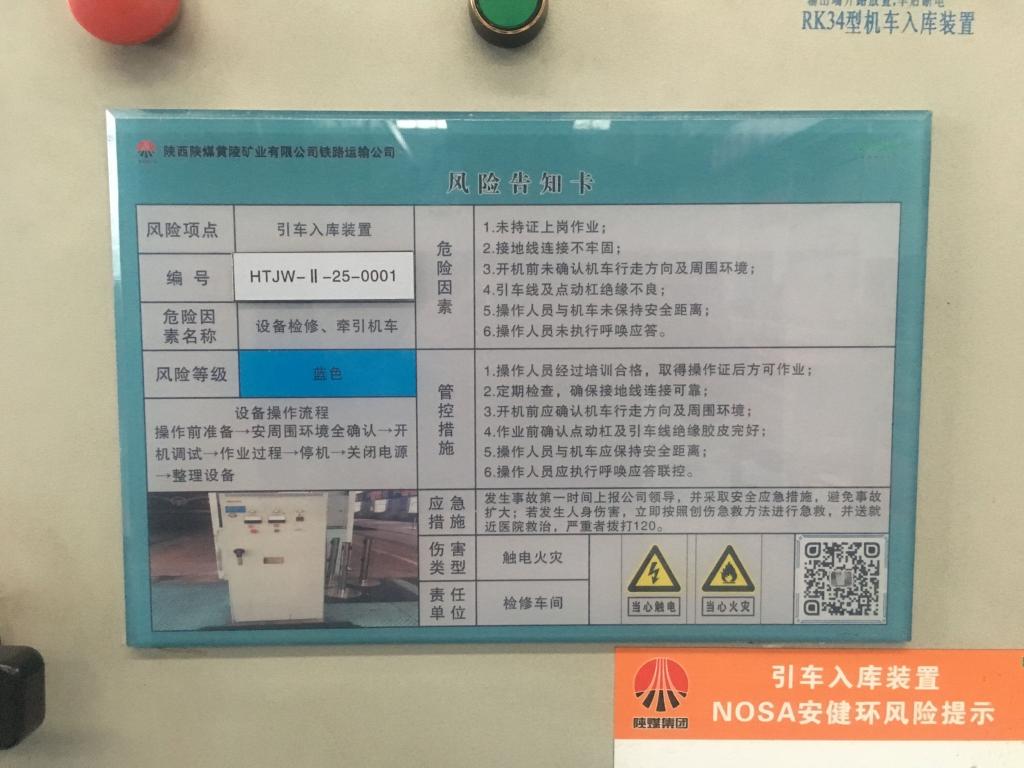 RK34型机车入库装置
陕西陕煤黄陵矿业有限公司铁路运输公司
风险告知卡
风险项点
引车入库装置
编 号
HTJW-Ⅱ-25-0001
危险因
素名称
设备检修、牵引机车
风险等级
蓝色
设备操作流程
操作前准备→安周围环境全确认→开
机调试→作业过程→停机→关闭电源
→整理设备
危险因素
1.未持证上岗作业;
2.接地线连接不牢固;
3.开机前未确认机车行走方向及周围环境;
4.引车线及点动杠绝缘不良;
5.操作人员与机车未保持安全距离;
6.操作人员未执行呼唤应答。
管控措施
1.操作人员经过培训合格，取得操作证后方可作业;
2.定期检查，确保接地线连接可靠;
3.开机前应确认机车行走方向及周围环境;
4.作业前确认点动杠及引车线绝缘胶皮完好;
5.操作人员与机车应保持安全距离;
6.操作人员应执行呼唤应答联控。
应 急
措 施
发生事故第一时间上报公司领导，并采取安全应急措施，避免事故
扩大；若发生人身伤害，立即按照创伤急救方法进行急救，并送就
近医院救治，严重者拨打120。
伤 害
类 型
触电火灾
责 任
单 位
检修车间
当心触电
当心火灾
陕煤集团
引车入库装置
NOSA安健环风险提示